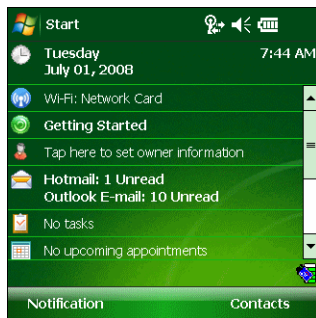 Start
Tuesday 7:44 AM
July 01, 2008
Wi-Fi: Network Card
Getting Started
Tap here to set owner information
Hotmail: 1 Unread
Outlook E-mail: 10 Unread
No tasks
No upcoming appointments
Notification Contacts